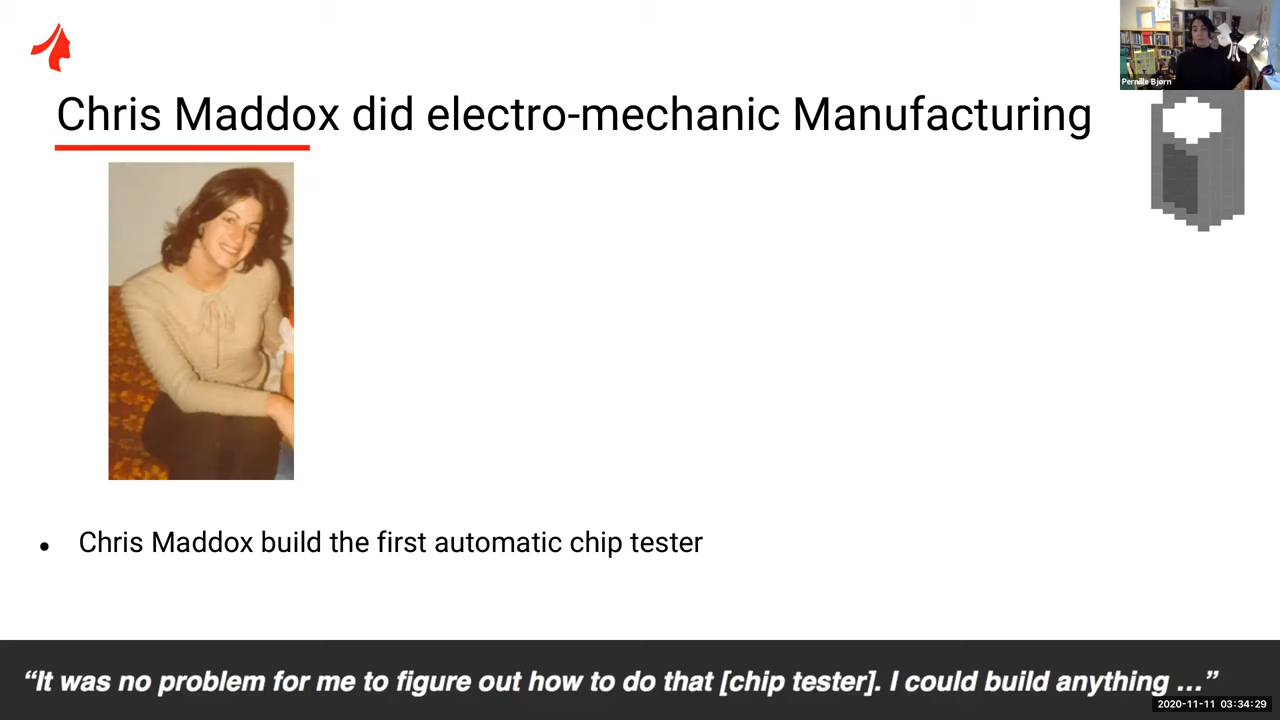 Pernille Bjørn
Chris Maddox did electro-mechanic Manufacturing
• Chris Maddox build the first automatic chip tester
“It was no problem for me to figure out how to do that [chip tester]. I could build anything ...”
2020-11-11 03:34:29